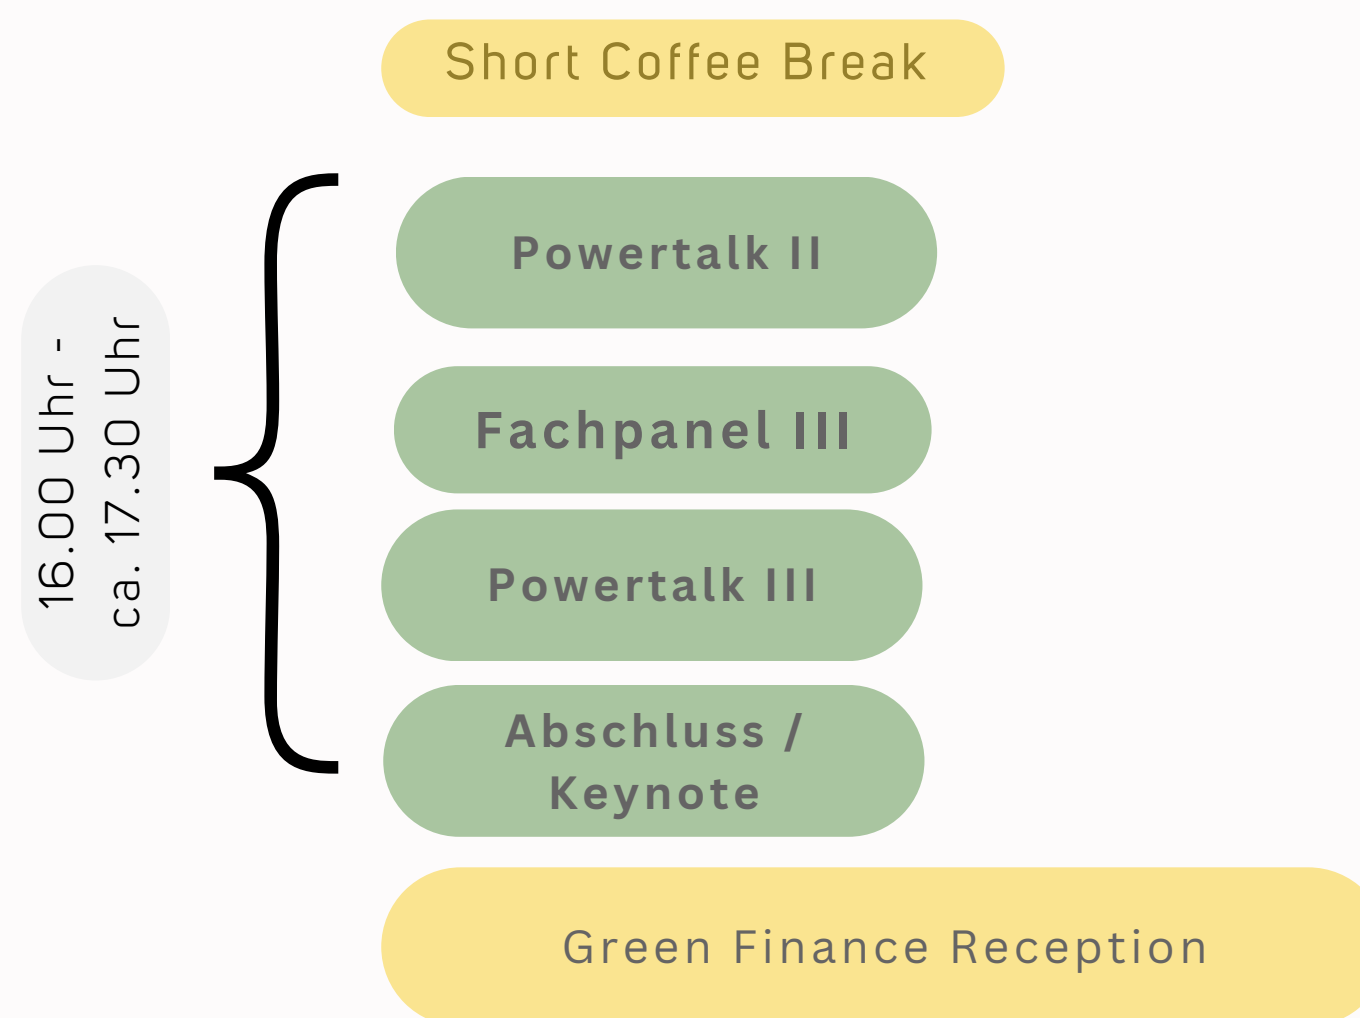 Short Coffee Break
16.00 Uhr -
ca. 17.30 Uhr
Powertalk II
Fachpanel III
Powertalk III
Abschluss /
Keynote
Green Finance Reception